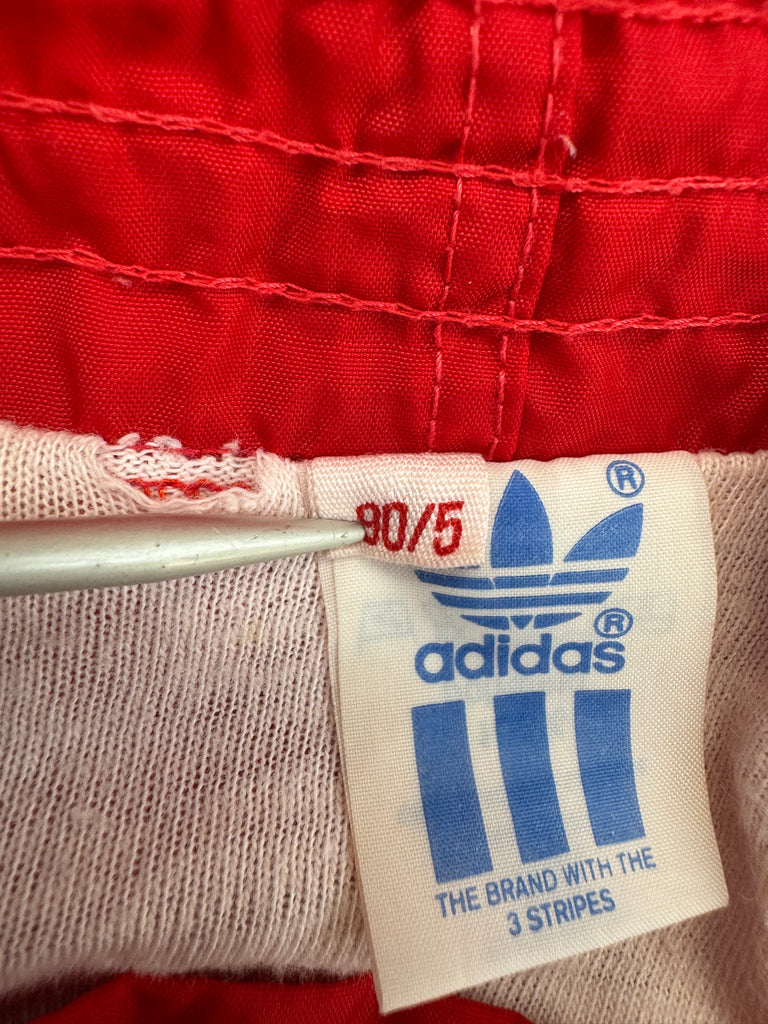 90/5
®
adidas®
THE BRAND WITH THE
3 STRIPES